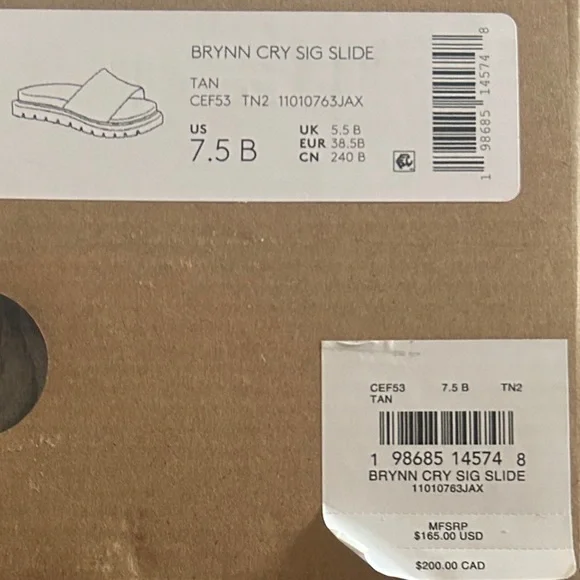 BRYNN CRY SIG SLIDE
TAN
CEF53 TN2 11010763JAX
US
7.5 B
UK 5.5 B
EUR 38.5B
CN 240 B
1 98685 14574 8
CEF53 7.5 B TN2
TAN
1 98685 14574 8
BRYNN CRY SIG SLIDE
11010763JAX
MFSRP
$165.00 USD
$200.00 CAD